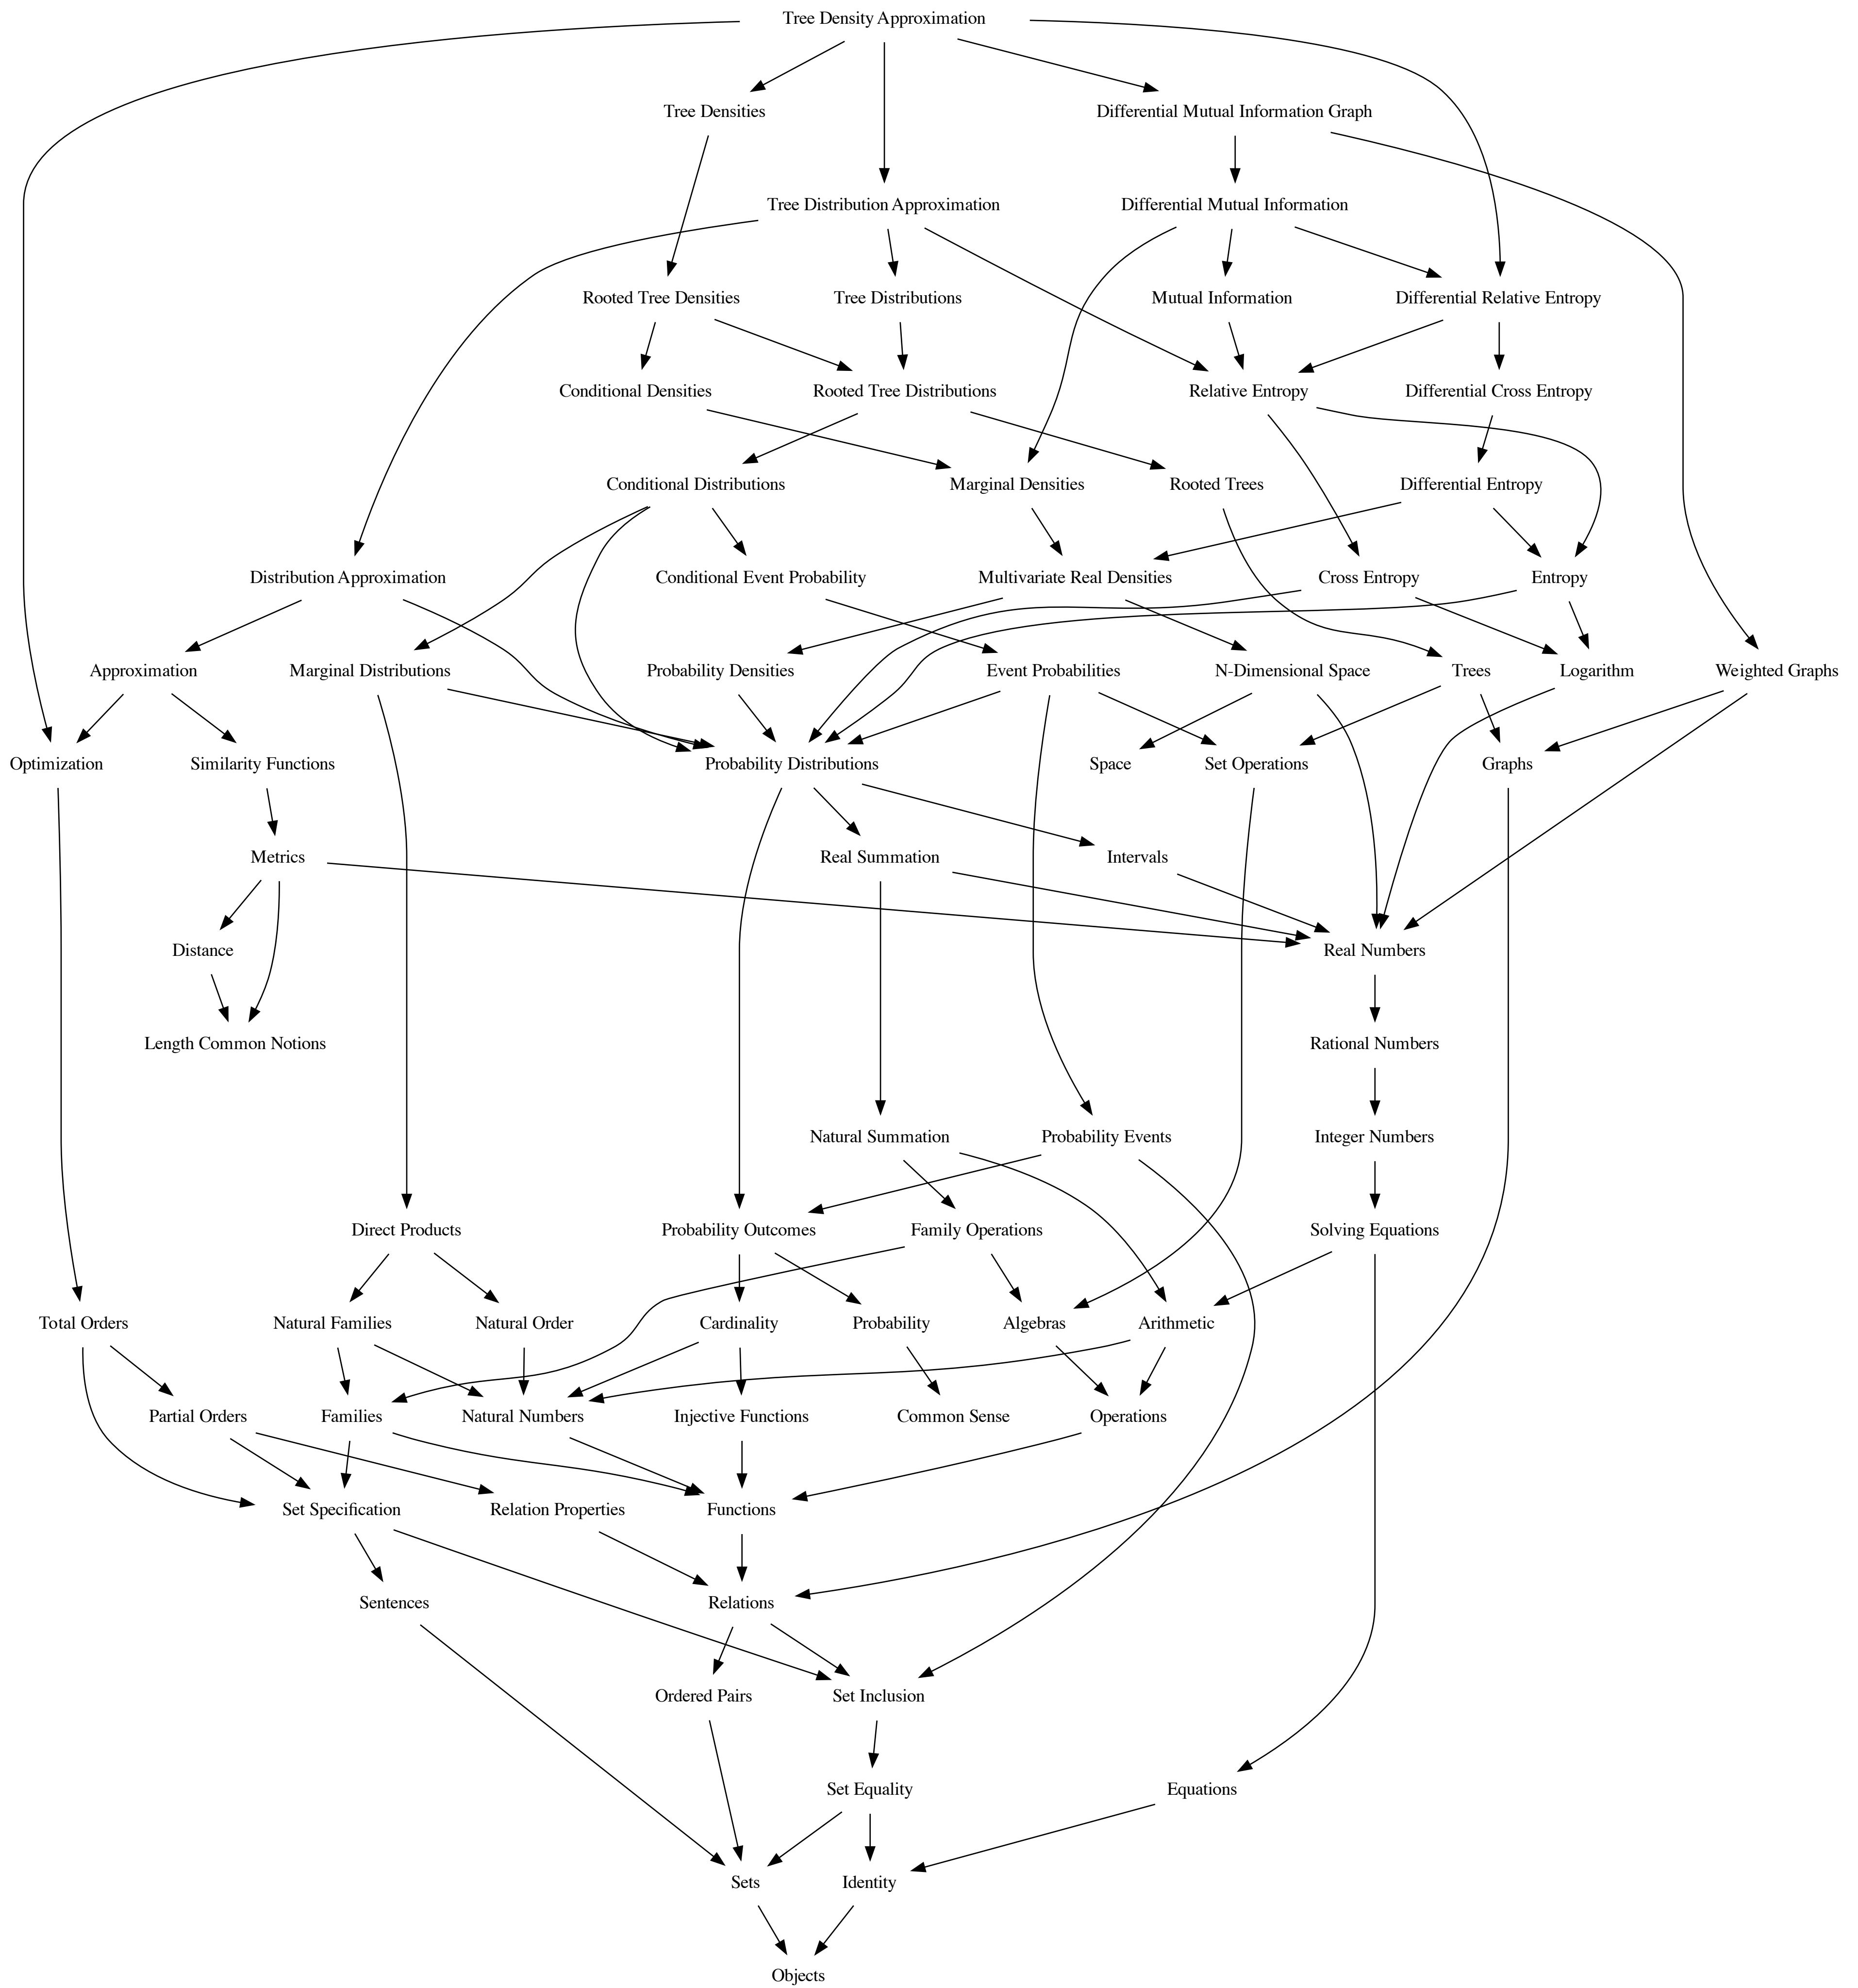 Tree Density Approximation
Tree Densities
Differential Mutual Information Graph
Tree Distribution Approximation
Differential Mutual Information
Rooted Tree Densities
Tree Distributions
Mutual Information
Differential Relative Entropy
Conditional Densities
Rooted Tree Distributions
Relative Entropy
Differential Cross Entropy
Conditional Distributions
Marginal Densities
Rooted Trees
Differential Entropy
Distribution Approximation
Conditional Event Probability
Multivariate Real Densities
Cross Entropy
Entropy
Approximation
Marginal Distributions
Probability Densities
Event Probabilities
N-Dimensional Space
Trees
Logarithm
Weighted Graphs
Optimization
Similarity Functions
Probability Distributions
Space
Set Operations
Graphs
Metrics
Real Summation
Intervals
Distance
Real Numbers
Length Common Notions
Rational Numbers
Natural Summation
Probability Events
Integer Numbers
Direct Products
Probability Outcomes
Family Operations
Solving Equations
Total Orders
Natural Families
Natural Order
Cardinality
Probability
Algebras
Arithmetic
Partial Orders
Families
Natural Numbers
Injective Functions
Common Sense
Operations
Set Specification
Relation Properties
Functions
Sentences
Relations
Ordered Pairs
Set Inclusion
Set Equality
Equations
Sets
Identity
Objects